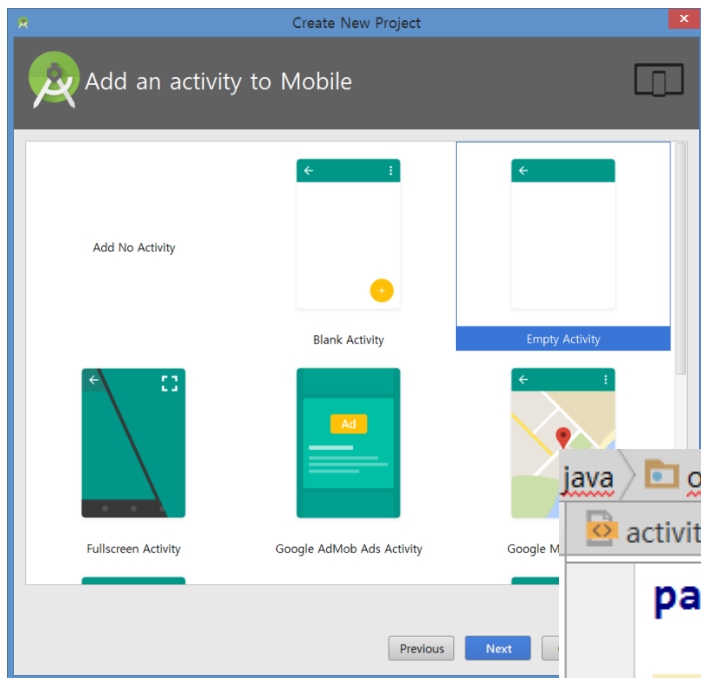 Create New Project
Add an activity to Mobile
Add No Activity
Blank Activity
Empty Activity
Ad
Fullscreen Activity
Google AdMob Ads Activity
Google M
Previous
Next
java
activit
pa